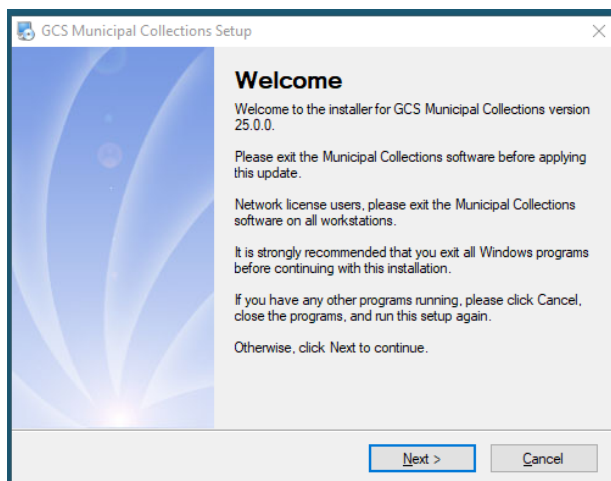 GCS Municipal Collections Setup
Welcome
Welcome to the installer for GCS Municipal Collections version
25.0.0.
Please exit the Municipal Collections software before applying
this update.
Network license users, please exit the Municipal Collections
software on all workstations.
It is strongly recommended that you exit all Windows programs
before continuing with this installation.
If you have any other programs running, please click Cancel,
close the programs, and run this setup again.
Otherwise, click Next to continue.
Next >
Cancel